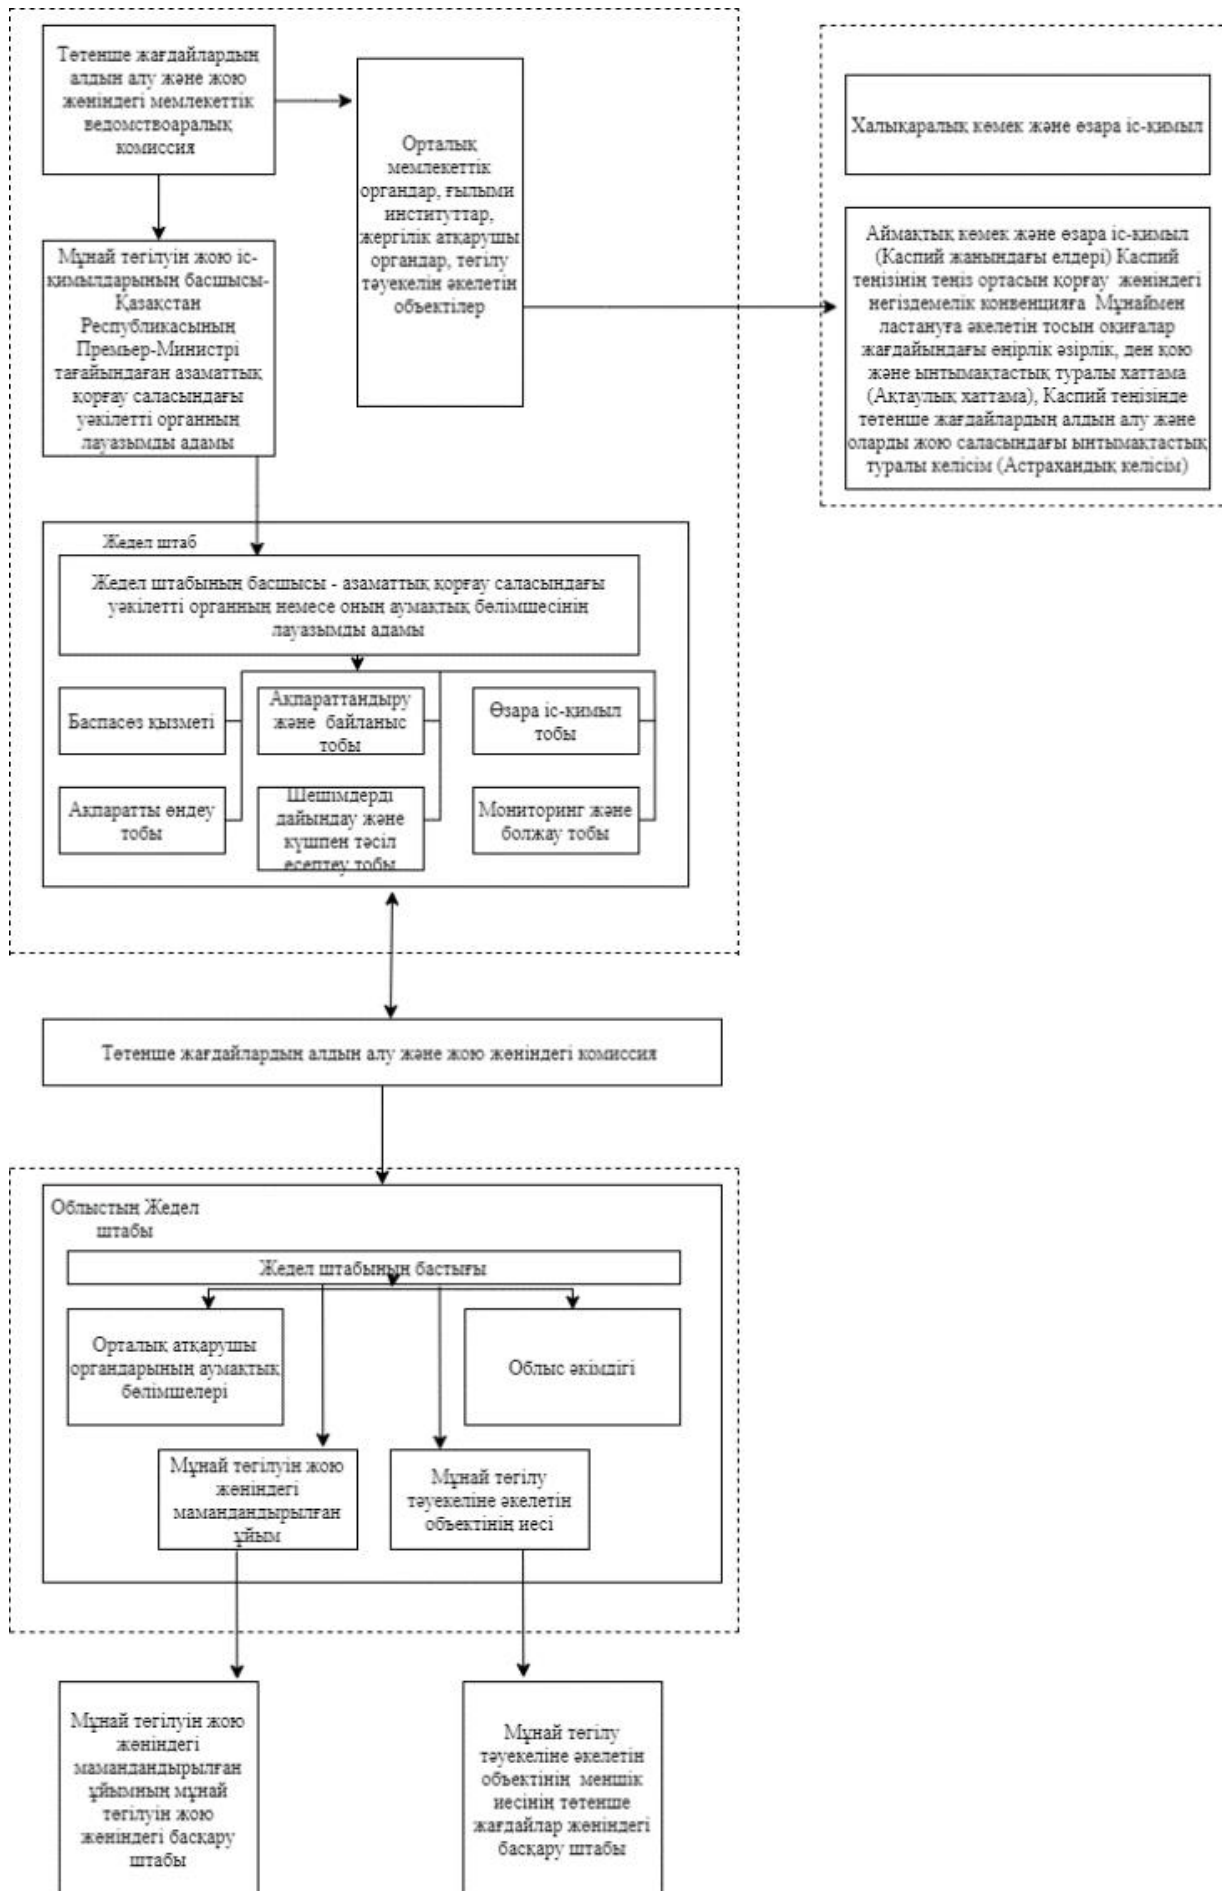 Төтенше жағдайлардың
алдын алу және жою
жөніндегі мемлекеттік
ведомствоаралық
комиссия
Орталық
мемлекеттік
органдар, ғылыми
институттар,
жергілік атқарушы
органдар, төгілу
тәуекелін әкелетін
объектілер
Халықаралық көмек және өзара іс-қимыл
Аймақтық көмек және өзара іс-қимыл
(Каспий жанындағы елдері) Каспий
теңізінің теңіз ортасын қорғау жөніндегі
негіздемелік конвенцияға Мұнаймен
ластануға әкелетін тосын оқиғалар
жағдайындағы өңірлік әзірлік, ден қою
және ынтымақтастық туралы хаттама
(Ақтаулық хаттама), Каспий теңізінде
төтенше жағдайлардың алдын алу және
оларды жою саласындағы ынтымақтастық
туралы келісім (Астрахандық келісім)
Мұнай төгілуін жою іс-
қимылдарының басшысы-
Қазақстан
Республикасының
Премьер-Министрі
тағайындаған азаматтық
қорғау саласындағы
уәкілетті органның
лауазымды адамы
Жедел штаб
Жедел штабының басшысы - азаматтық қорғау саласындағы
уәкілетті органның немесе оның аумақтық бөлімшесінің
лауазымды адамы
Баспасөз қызметі
Ақпараттандыру
және байланыс
тобы
Өзара іс-қимыл
тобы
Ақпаратты өңдеу
тобы
Шешімдерді
дайындау және
күшпен тәсіл
есептеу тобы
Мониторинг және
болжау тобы
Төтенше жағдайлардың алдын алу және жою жөніндегі комиссия
Облыстың Жедел
штабы
Жедел штабының бастығы
Орталық атқарушы
органдарының аумақтық
бөлімшелері
Облыс әкімдігі
Мұнай төгілуін жою
жөніндегі
мамандандырылған
ұйым
Мұнай төгілу
тәуекеліне әкелетін
объектінің иесі
Мұнай төгілуін жою
жөніндегі
мамандандырылған
ұйымның мұнай
төгілуін жою
жөніндегі басқару
штабы
Мұнай төгілу
тәуекеліне әкелетін
объектінің меншік
иесінің төтенше
жағдайлар жөніндегі
басқару штабы